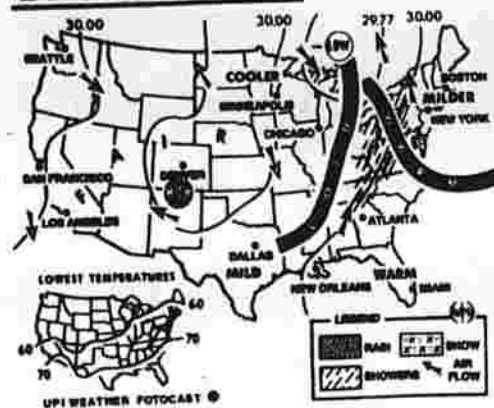 30.00
30.00
29.77
30.00
SEATTLE
LOW
COOLER
BOSTON
MINNEAPOLIS
MILDER
NEW YORK
CHICAGO
F A I R
SAN FRANCISCO
DENVER
LOS ANGELES
ATLANTA
DALLAS
MILD
NEW ORLEANS
WARM
MIAMI
LOWEST TEMPERATURES
60
70
60
70
LEGEND
RAIN
SNOW
SHOWERS
AIR
FLOW
UPI WEATHER FOTOCAST